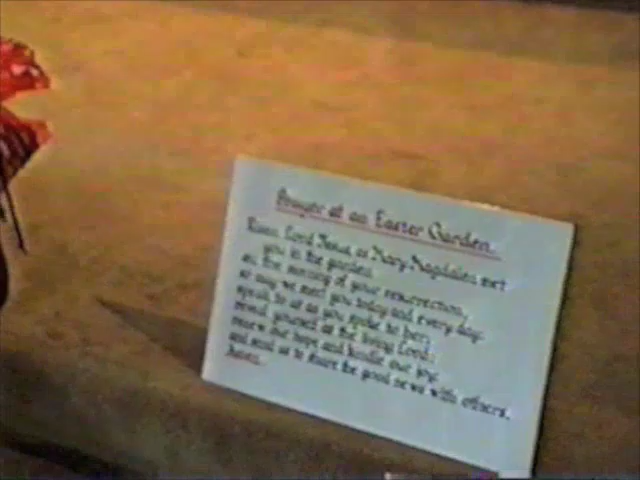 Prayer at an Easter Garden.
Risen Lord Jesus, as Mary Magdalen met
you in the garden
on the morning of your resurrection,
so may we meet you today and every day:
speak to us as you spoke to her;
reveal yourself as the living Lord;
renew our hope and kindle our joy;
and send us to share the good news with others.
Amen.